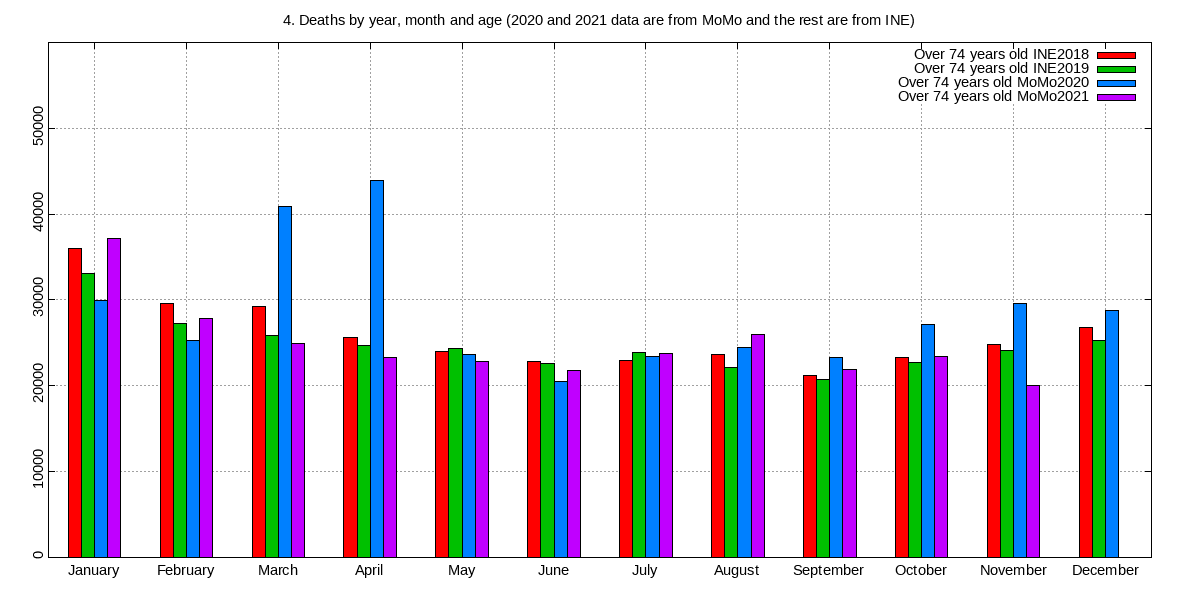 4. Deaths by year, month and age (2020 and 2021 data are from MoMo and the rest are from INE)
Over 74 years old INE2018
Over 74 years old INE2019
Over 74 years old MoMo2020
Over 74 years old MoMo2021
50000
40000
30000
20000
10000
0
January February March April May June July August September October November December